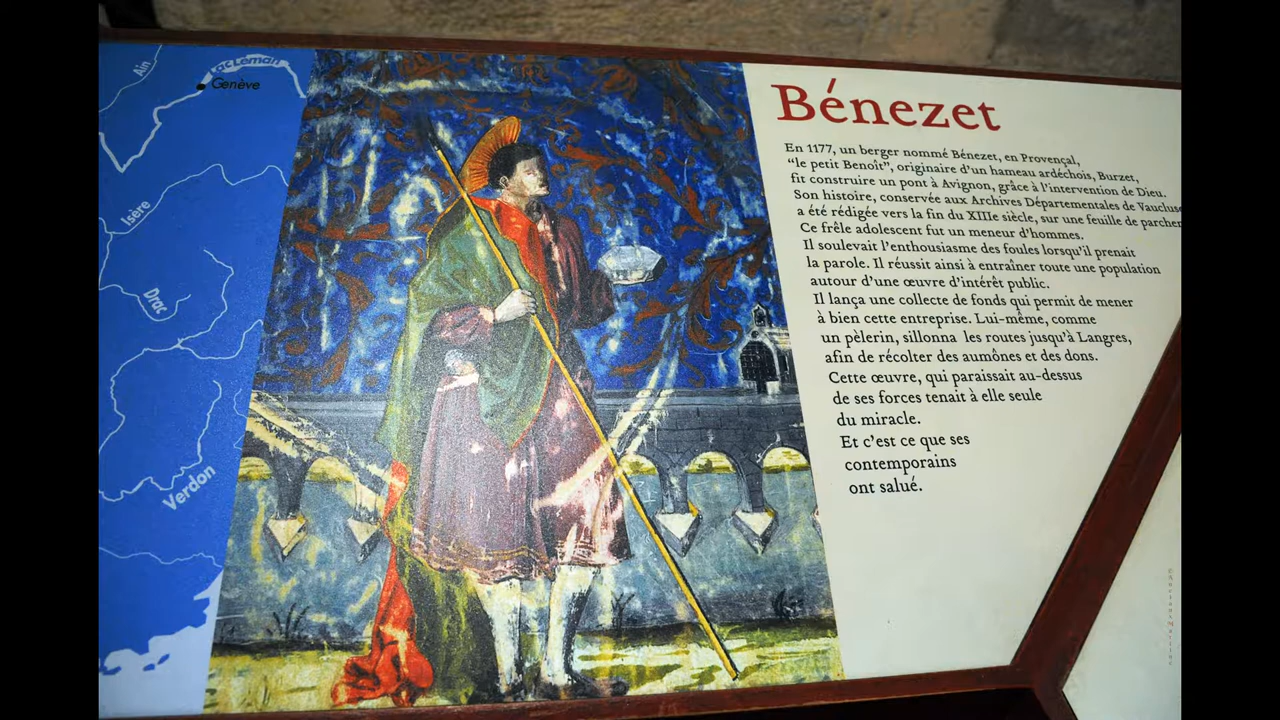 Ain
Lac Léman
Genève
Isère
Drac
Verdon
Bénezet
En 1177, un berger nommé Bénezet, en Provençal,
“le petit Benoît”, originaire d'un hameau ardéchois, Burzet,
fit construire un pont à Avignon, grâce à l'intervention de Dieu.
Son histoire, conservée aux Archives Départementales de Vaucluse
a été rédigée vers la fin du XIIIe siècle, sur une feuille de parchem
Ce frêle adolescent fut un meneur d'hommes.
Il soulevait l'enthousiasme des foules lorsqu'il prenait
la parole. Il réussit ainsi à entraîner toute une population
autour d'une œuvre d'intérêt public.
Il lança une collecte de fonds qui permit de mener
à bien cette entreprise. Lui-même, comme
un pèlerin, sillonna les routes jusqu'à Langres,
afin de récolter des aumônes et des dons.
Cette œuvre, qui paraissait au-dessus
de ses forces tenait à elle seule
du miracle.
Et c'est ce que ses
contemporains
ont salué.